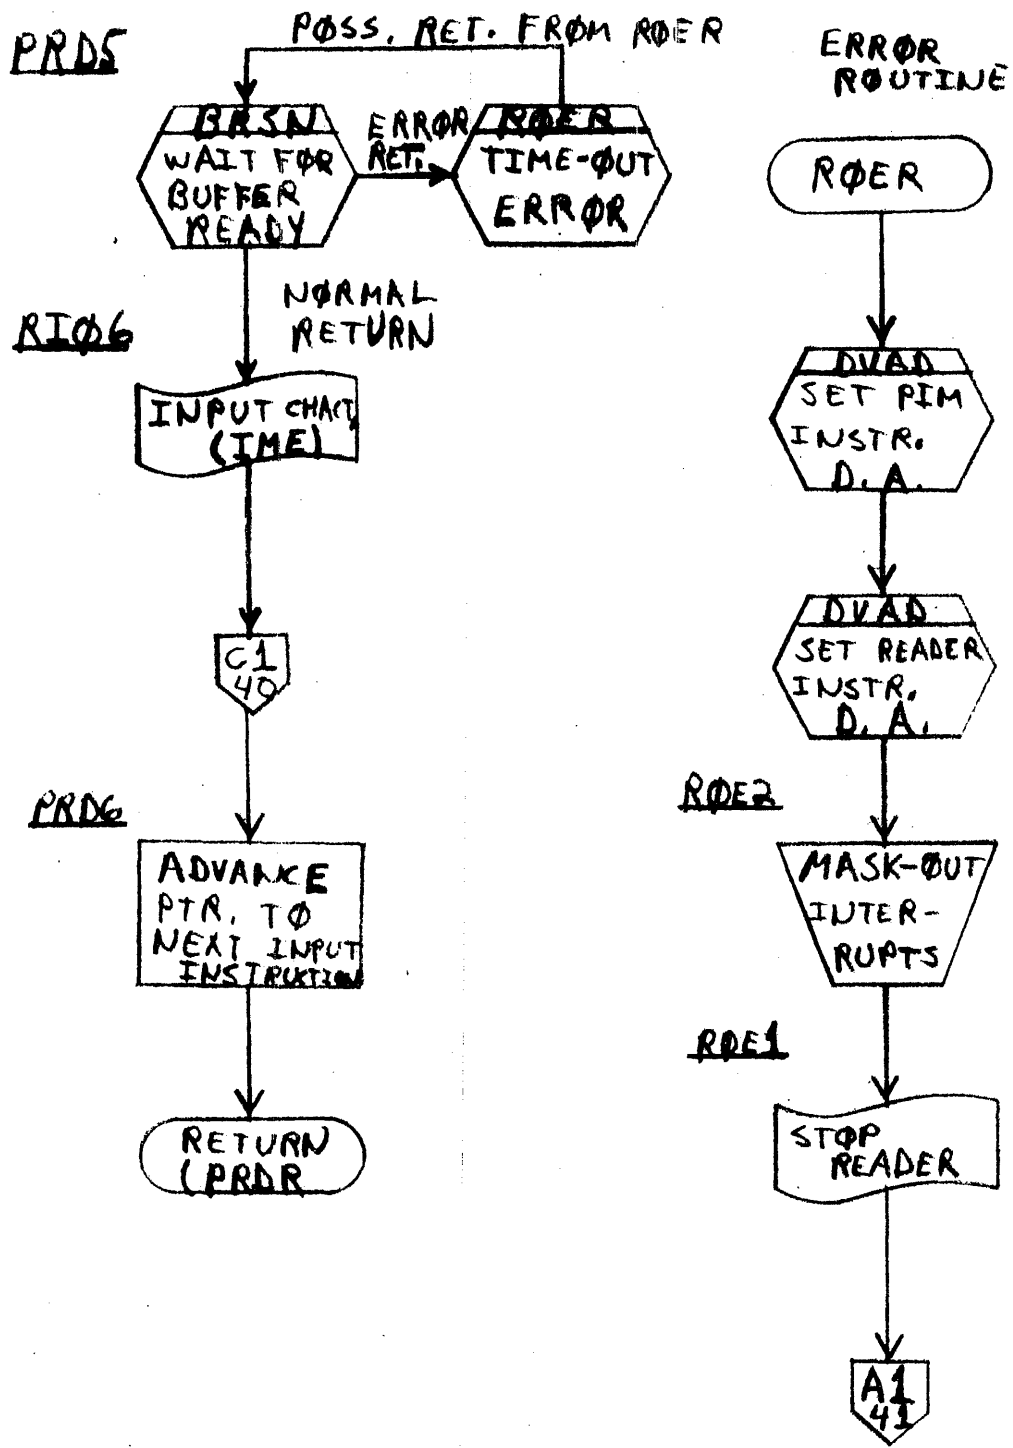 PRD5
PØSS. RET. FRØM RØER
BRSN
WAIT FØR
BUFFER
READY
ERRØR
RET.
RØER
TIME-ØUT
ERRØR
NØRMAL
RETURN
RIØ6
INPUT CHACT.
(IME)
C1
40
PRD6
ADVANCE
PTR. TØ
NEXT INPUT
INSTRUCTIØN
RETURN
(PRDR
ERRØR
RØUTINE
RØER
DVAD
SET PIM
INSTR.
D. A.
DVAD
SET READER
INSTR.
D. A.
RØE2
MASK-ØUT
INTER-
RUPTS
RØE1
STØP
READER
A1
41